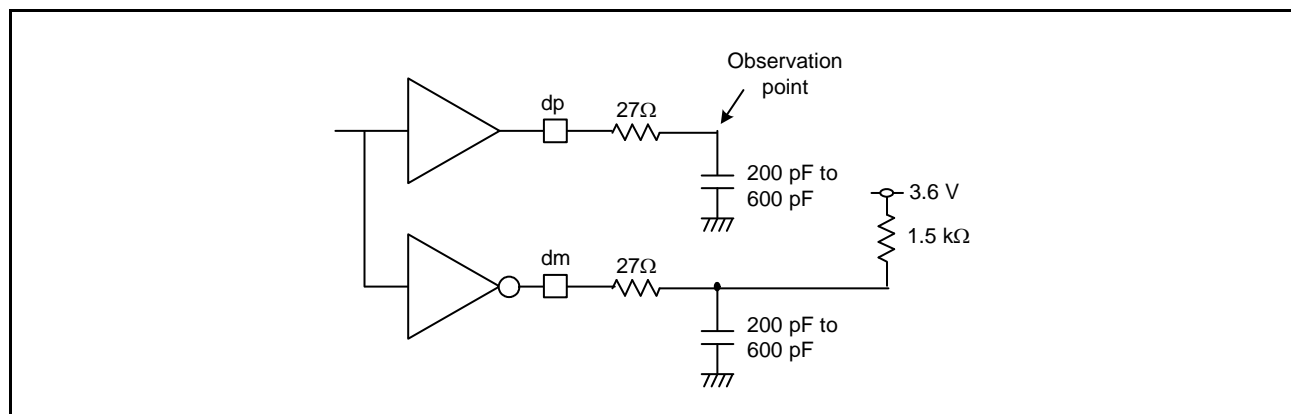 Observation
point
dp
27Ω
200 pF to
600 pF
3.6 V
1.5 kΩ
dm
27Ω
200 pF to
600 pF